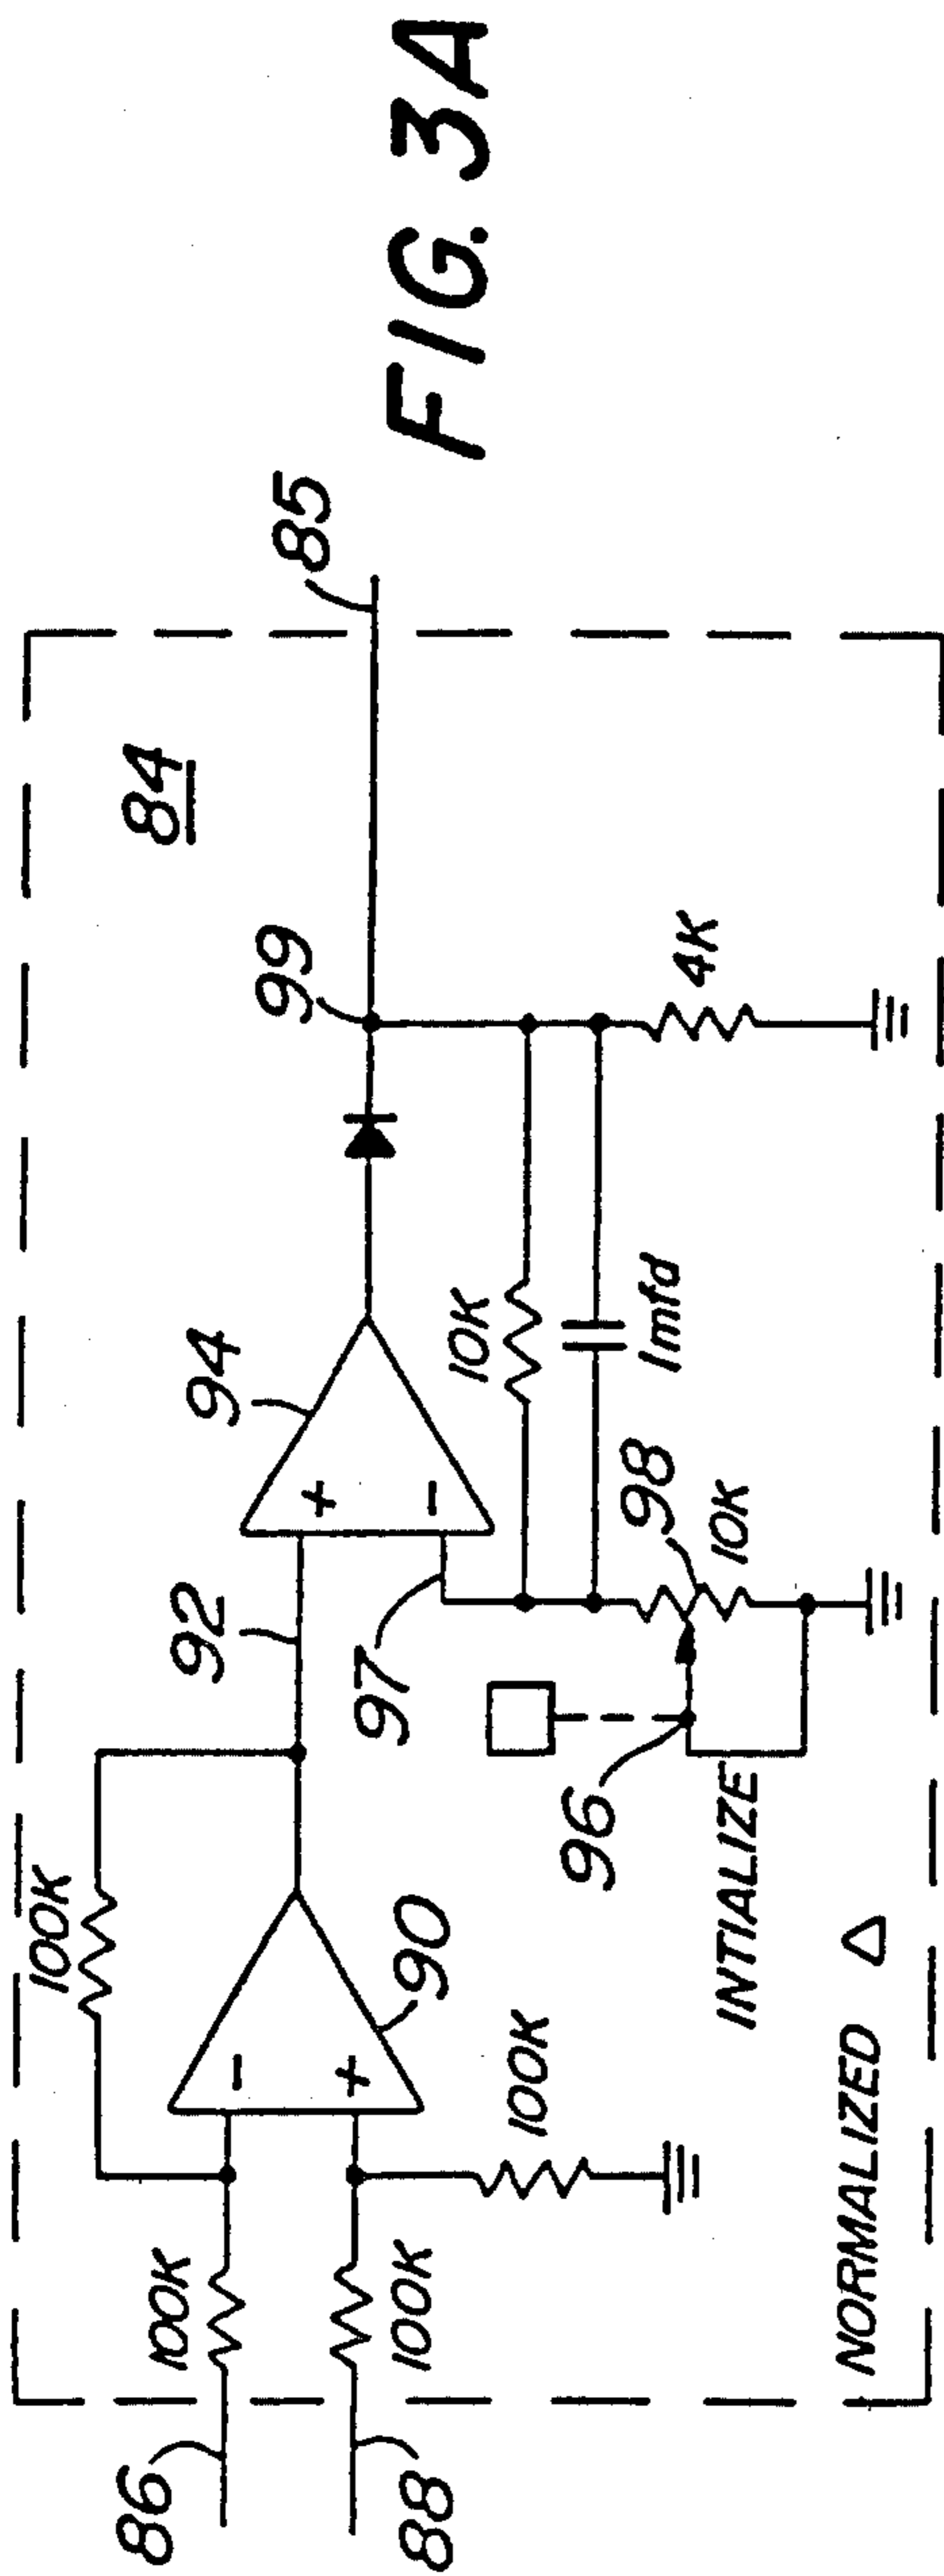 FIG. 3A
84
85
99
94
92
100K
90
86
100K
88
100K
100K
97
96
98
10K
INTIALIZE
10K
1mfd
4K
+
−
−
+
NORMALIZED Δ